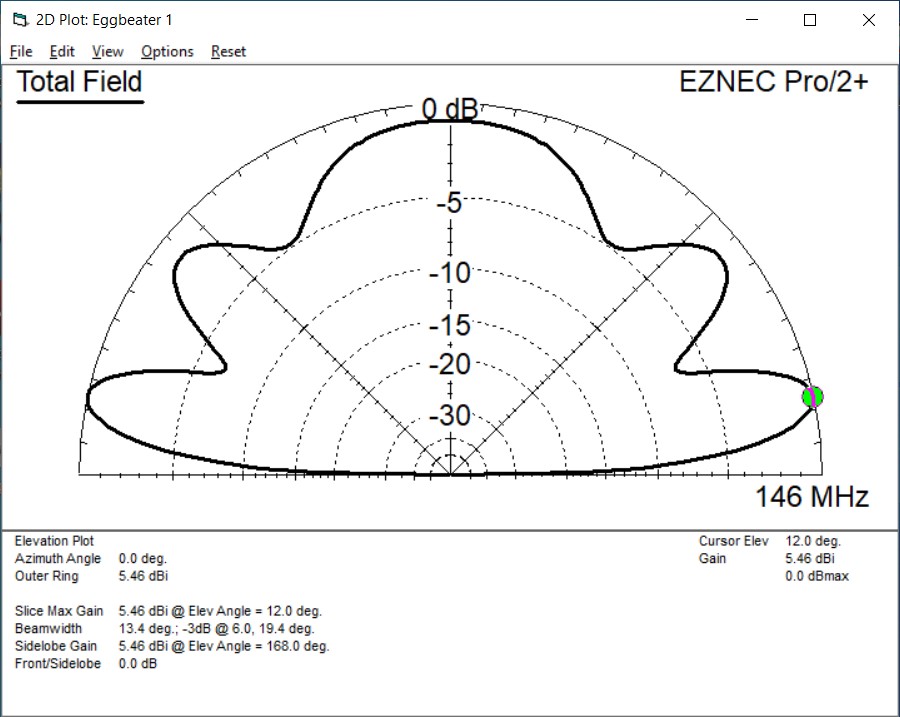 2D Plot: Eggbeater 1
File Edit View Options Reset
Total Field
EZNEC Pro/2+
0 dB
-5
-10
-15
-20
-30
146 MHz
Elevation Plot
Azimuth Angle 0.0 deg.
Outer Ring 5.46 dBi
Cursor Elev 12.0 deg.
Gain 5.46 dBi
0.0 dBmax
Slice Max Gain 5.46 dBi @ Elev Angle = 12.0 deg.
Beamwidth 13.4 deg.; -3dB @ 6.0, 19.4 deg.
Sidelobe Gain 5.46 dBi @ Elev Angle = 168.0 deg.
Front/Sidelobe 0.0 dB